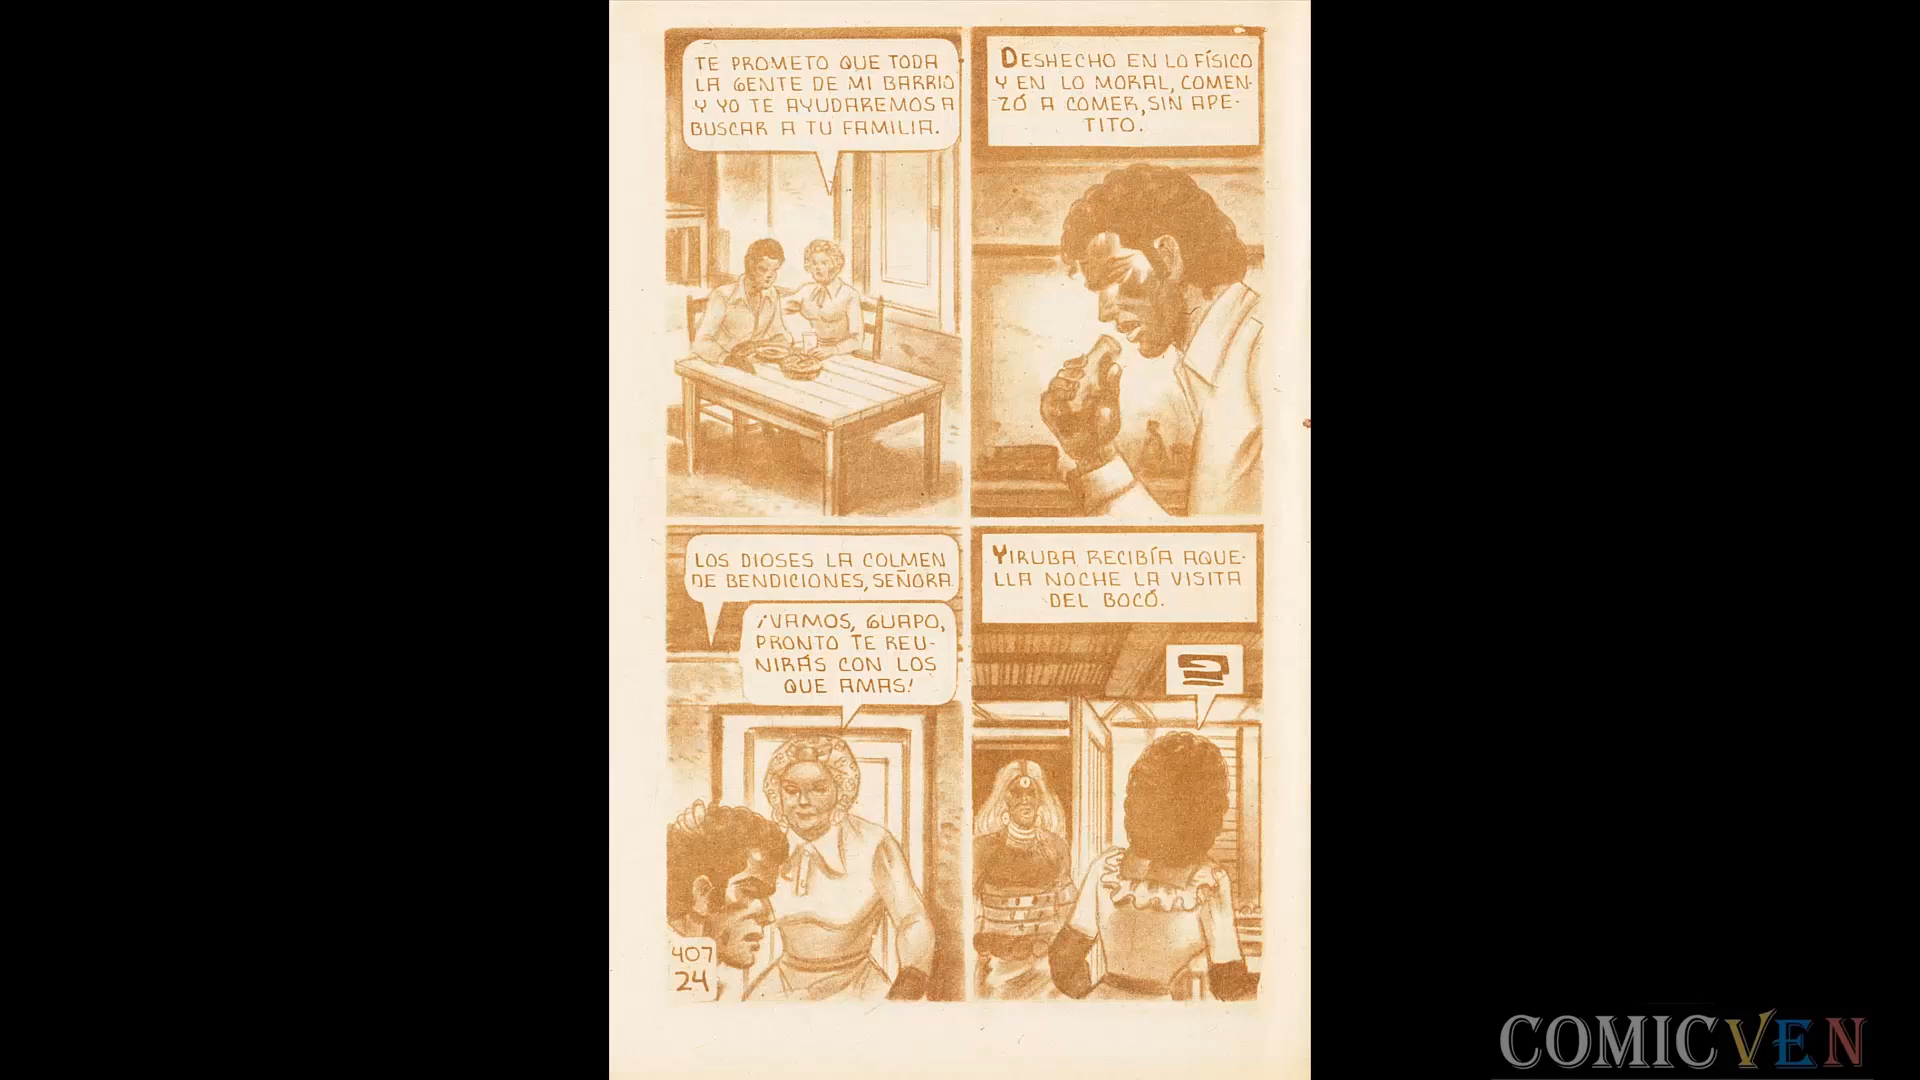 TE PROMETO QUE TODA
LA GENTE DE MI BARRIO
Y YO TE AYUDAREMOS A
BUSCAR A TU FAMILIA.
DESHECHO EN LO FÍSICO
Y EN LO MORAL, COMEN-
ZÓ A COMER, SIN APE-
TITO.
LOS DIOSES LA COLMEN
DE BENDICIONES, SEÑORA.
¡VAMOS, GUAPO,
PRONTO TE REU-
NIRÁS CON LOS
QUE AMAS!
YIRUBA RECIBÍA AQUE-
LLA NOCHE LA VISITA
DEL BOCÓ.
407
24
COMICVEN